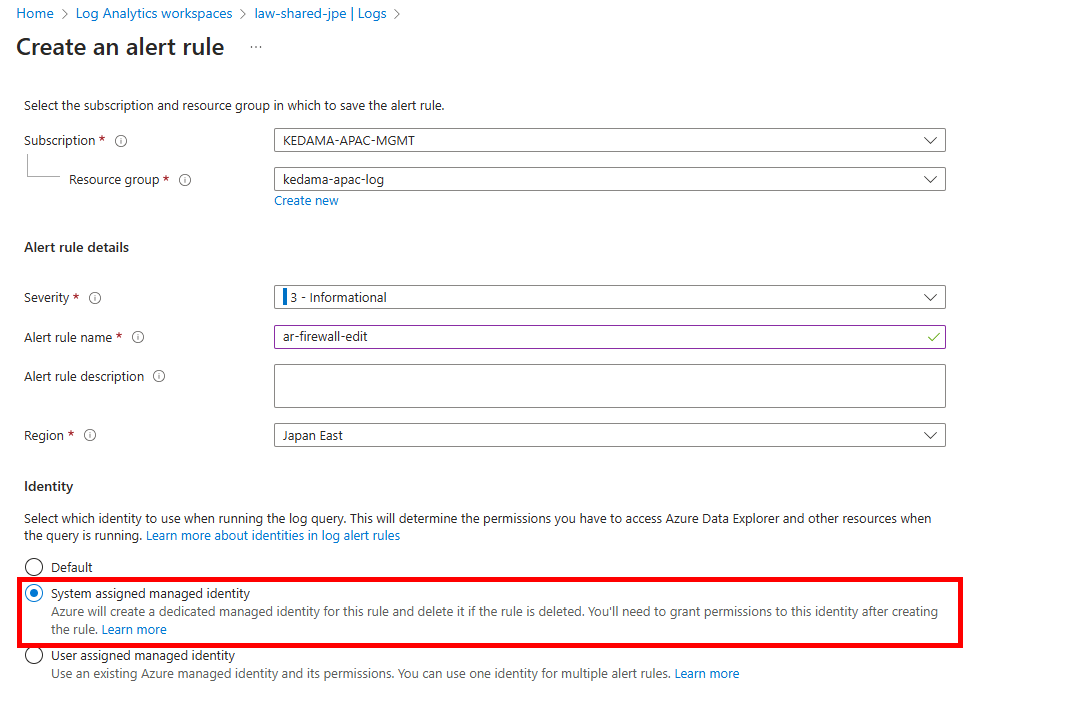 Home > Log Analytics workspaces > law-shared-jpe | Logs >
Create an alert rule ...
Select the subscription and resource group in which to save the alert rule.
Subscription * KEDAMA-APAC-MGMT
Resource group * kedama-apac-log
Create new
Alert rule details
Severity * 3 - Informational
Alert rule name * ar-firewall-edit
Alert rule description
Region * Japan East
Identity
Select which identity to use when running the log query. This will determine the permissions you have to access Azure Data Explorer and other resources when
the query is running. Learn more about identities in log alert rules
Default
System assigned managed identity
Azure will create a dedicated managed identity for this rule and delete it if the rule is deleted. You'll need to grant permissions to this identity after creating
the rule. Learn more
User assigned managed identity
Use an existing Azure managed identity and its permissions. You can use one identity for multiple alert rules. Learn more